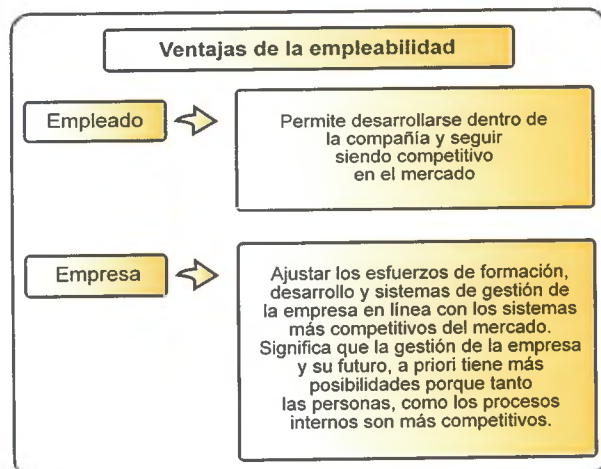 Ventajas de la empleabilidad
Empleado
Permite desarrollarse dentro de
la compañía y seguir
siendo competitivo
en el mercado
Empresa
Ajustar los esfuerzos de formación,
desarrollo y sistemas de gestión de
la empresa en línea con los sistemas
más competitivos del mercado.
Significa que la gestión de la empresa
y su futuro, a priori tiene más
posibilidades porque tanto
las personas, como los procesos
internos son más competitivos.